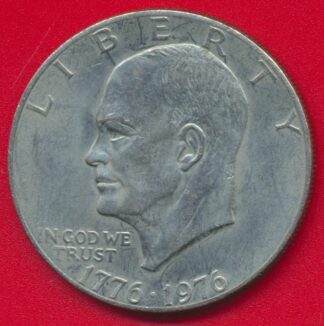 LIBERTY
IN GOD WE
TRUST
1776·1976